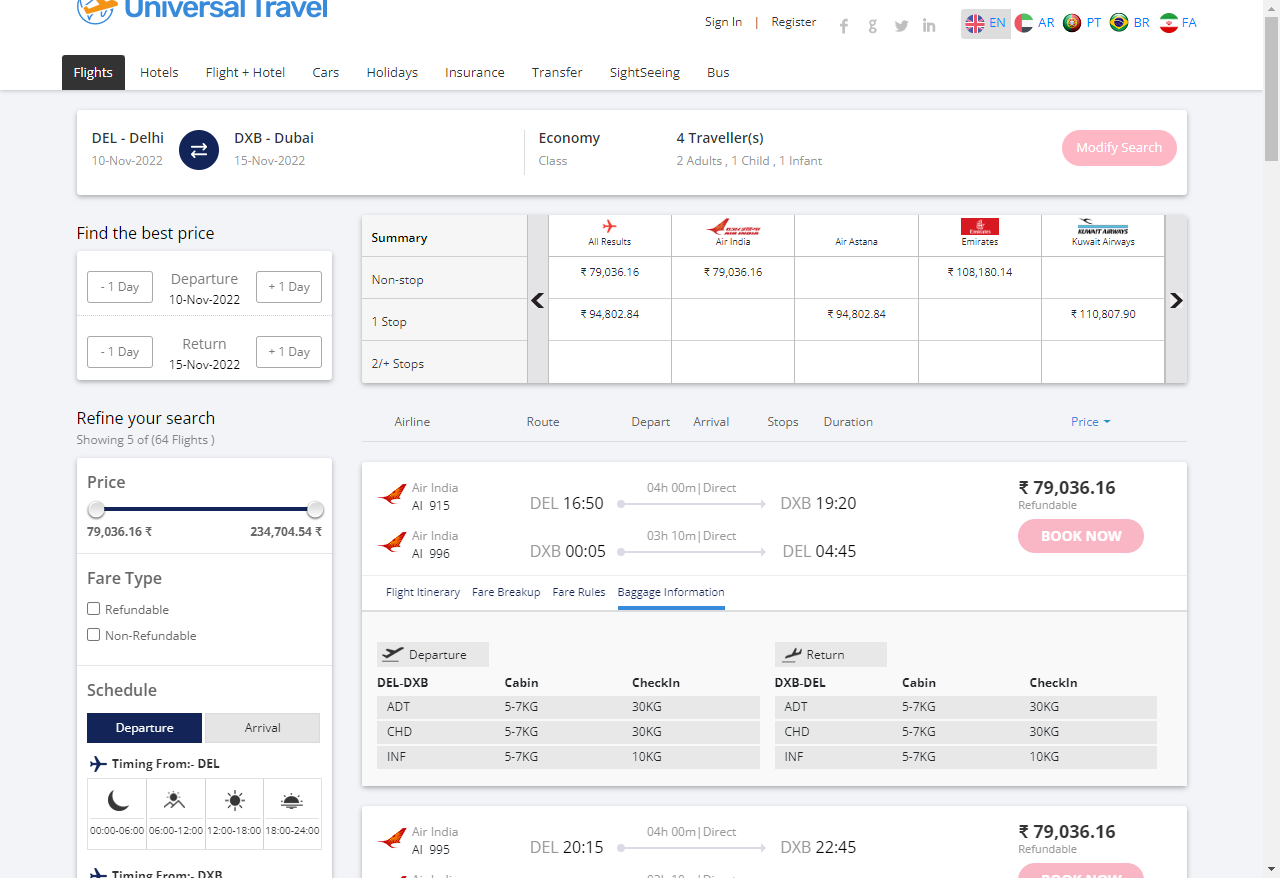 Universal Travel
Sign In | Register
EN AR PT BR FA
Flights Hotels Flight + Hotel Cars Holidays Insurance Transfer SightSeeing Bus
DEL - Delhi DXB - Dubai Economy 4 Traveller(s)
10-Nov-2022 15-Nov-2022 Class 2 Adults , 1 Child , 1 Infant
Modify Search
Find the best price
- 1 Day Departure + 1 Day
10-Nov-2022
- 1 Day Return + 1 Day
15-Nov-2022
Summary All Results Air India Air Astana Emirates Kuwait Airways
Non-stop ₹ 79,036.16 ₹ 79,036.16 ₹ 108,180.14
1 Stop ₹ 94,802.84 ₹ 94,802.84 ₹ 110,807.90
2/+ Stops
Refine your search
Showing 5 of (64 Flights )
Price
79,036.16 ₹ 234,704.54 ₹
Fare Type
Refundable
Non-Refundable
Schedule
Departure Arrival
Timing From:- DEL
00:00-06:00 06:00-12:00 12:00-18:00 18:00-24:00
Timing From:- DXB
Airline Route Depart Arrival Stops Duration Price
Air India 04h 00m|Direct ₹ 79,036.16
AI 915 DEL 16:50 DXB 19:20 Refundable
Air India 03h 10m|Direct BOOK NOW
AI 996 DXB 00:05 DEL 04:45
Flight Itinerary Fare Breakup Fare Rules Baggage Information
Departure
DEL-DXB Cabin CheckIn
ADT 5-7KG 30KG
CHD 5-7KG 30KG
INF 5-7KG 10KG
Return
DXB-DEL Cabin CheckIn
ADT 5-7KG 30KG
CHD 5-7KG 30KG
INF 5-7KG 10KG
Air India 04h 00m|Direct ₹ 79,036.16
AI 995 DEL 20:15 DXB 22:45 Refundable
Air India 03h 10m|Direct BOOK NOW